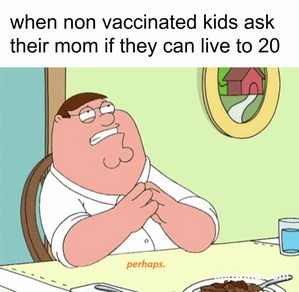 when non vaccinated kids ask
their mom if they can live to 20
perhaps.